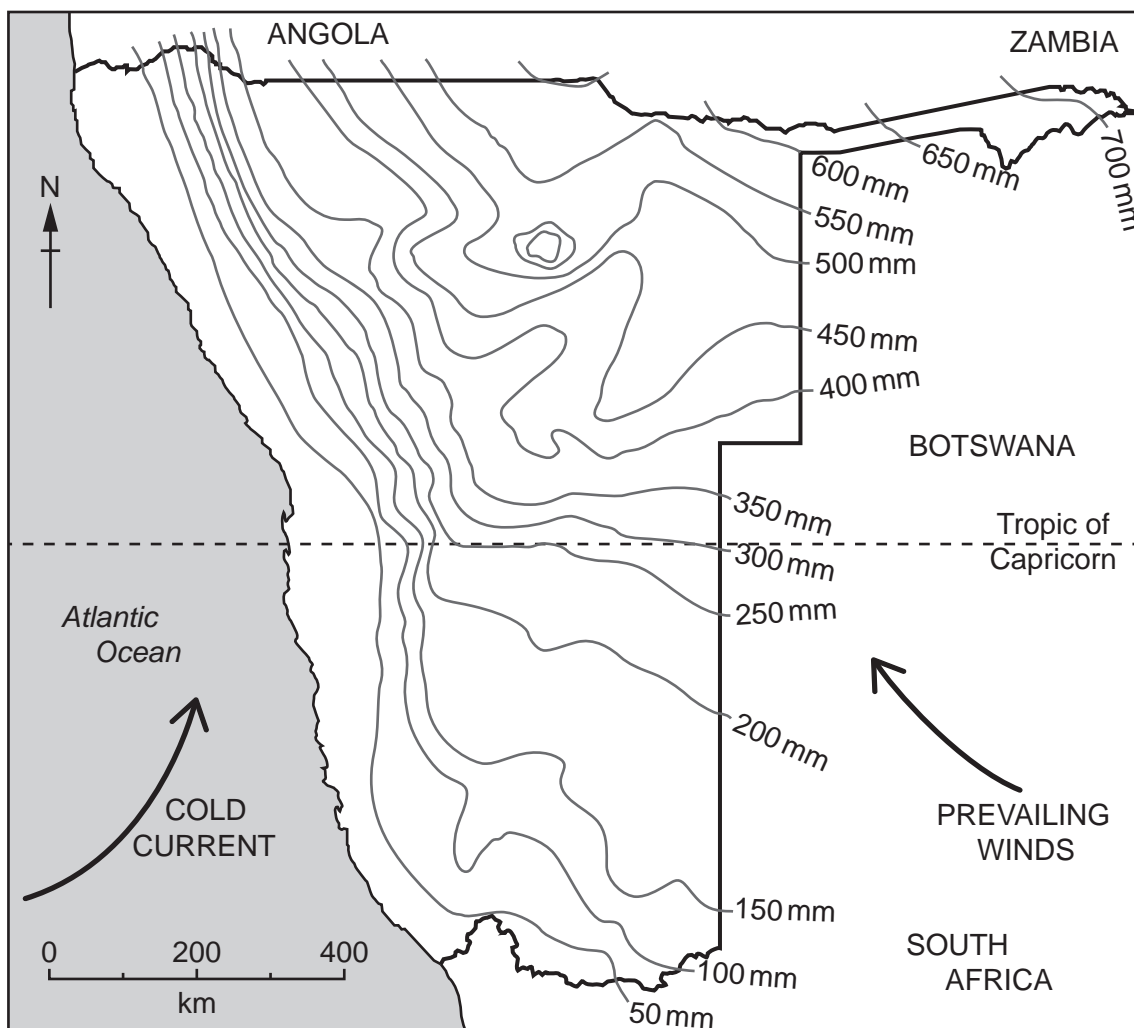 ANGOLA
ZAMBIA
N
700 mm
650 mm
600 mm
550 mm
500 mm
450 mm
400 mm
BOTSWANA
350 mm
Tropic of
Capricorn
300 mm
250 mm
Atlantic
Ocean
200 mm
COLD
CURRENT
PREVAILING
WINDS
150 mm
SOUTH
AFRICA
100 mm
50 mm
0 200 400
km